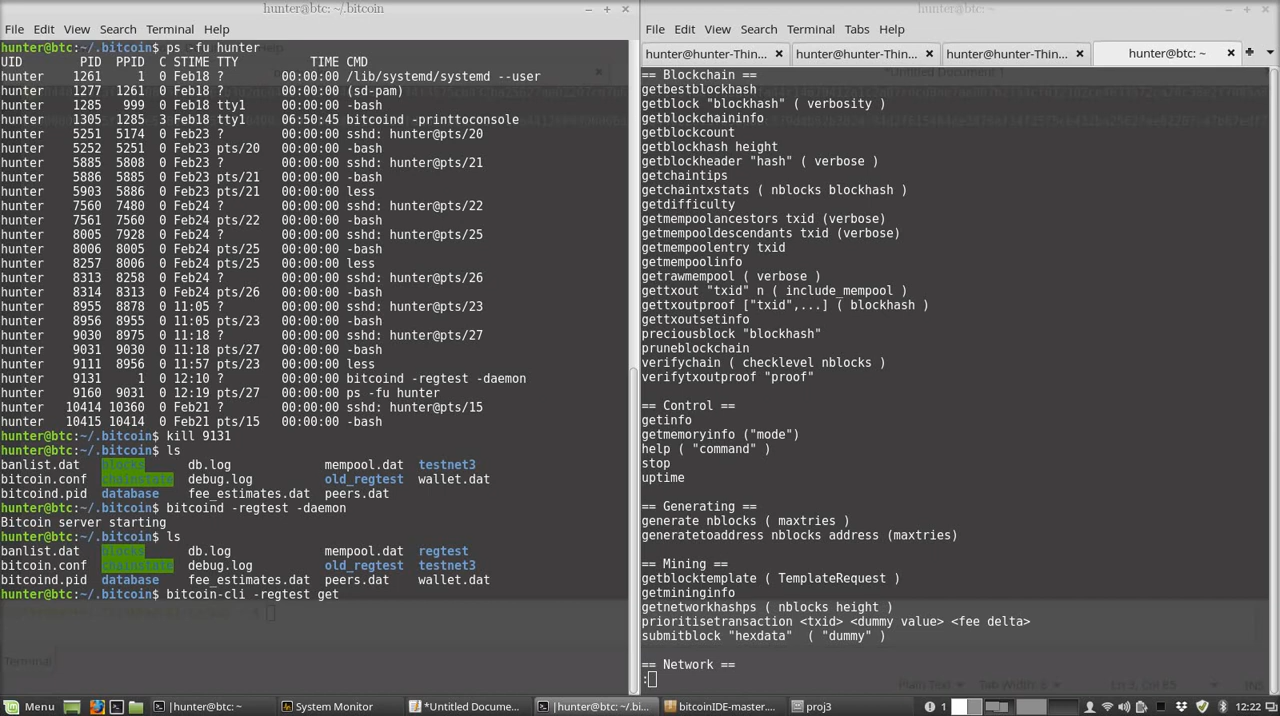 hunter@btc: ~/.bitcoin
File Edit View Search Terminal Help
hunter@btc:~/.bitcoin$ ps -fu hunter
UID        PID  PPID  C STIME TTY          TIME CMD
hunter    1261     1  0 Feb18 ?        00:00:00 /lib/systemd/systemd --user
hunter    1277  1261  0 Feb18 ?        00:00:00 (sd-pam)
hunter    1285   999  0 Feb18 tty1     00:00:00 -bash
hunter    1305  1285  3 Feb18 tty1     06:50:45 bitcoind -printtoconsole
hunter    5251  5174  0 Feb23 ?        00:00:00 sshd: hunter@pts/20
hunter    5252  5251  0 Feb23 pts/20   00:00:00 -bash
hunter    5885  5808  0 Feb23 ?        00:00:00 sshd: hunter@pts/21
hunter    5886  5885  0 Feb23 pts/21   00:00:00 -bash
hunter    5903  5886  0 Feb23 pts/21   00:00:00 less
hunter    7560  7480  0 Feb24 ?        00:00:00 sshd: hunter@pts/22
hunter    7561  7560  0 Feb24 pts/22   00:00:00 -bash
hunter    8005  7928  0 Feb24 ?        00:00:00 sshd: hunter@pts/25
hunter    8006  8005  0 Feb24 pts/25   00:00:00 -bash
hunter    8257  8006  0 Feb24 pts/25   00:00:00 less
hunter    8313  8258  0 Feb24 ?        00:00:00 sshd: hunter@pts/26
hunter    8314  8313  0 Feb24 pts/26   00:00:00 -bash
hunter    8955  8878  0 11:05 ?        00:00:00 sshd: hunter@pts/23
hunter    8956  8955  0 11:05 pts/23   00:00:00 -bash
hunter    9030  8975  0 11:18 ?        00:00:00 sshd: hunter@pts/27
hunter    9031  9030  0 11:18 pts/27   00:00:00 -bash
hunter    9111  8956  0 11:57 pts/23   00:00:00 less
hunter    9131     1  0 12:10 ?        00:00:00 bitcoind -regtest -daemon
hunter    9160  9031  0 12:19 pts/27   00:00:00 ps -fu hunter
hunter   10414 10360  0 Feb21 ?        00:00:00 sshd: hunter@pts/15
hunter   10415 10414  0 Feb21 pts/15   00:00:00 -bash
hunter@btc:~/.bitcoin$ kill 9131
hunter@btc:~/.bitcoin$ ls
banlist.dat   blocks      db.log             mempool.dat  testnet3
bitcoin.conf  chainstate  debug.log          old_regtest  wallet.dat
bitcoind.pid  database    fee_estimates.dat  peers.dat
hunter@btc:~/.bitcoin$ bitcoind -regtest -daemon
Bitcoin server starting
hunter@btc:~/.bitcoin$ ls
banlist.dat   blocks      db.log             mempool.dat  regtest
bitcoin.conf  chainstate  debug.log          old_regtest  testnet3
bitcoind.pid  database    fee_estimates.dat  peers.dat    wallet.dat
hunter@btc:~/.bitcoin$ bitcoin-cli -regtest get
Terminal
hunter@btc: ~
File Edit View Search Terminal Tabs Help
hunter@hunter-Thin... hunter@hunter-Thin... hunter@hunter-Thin... hunter@btc: ~
*Untitled Document 1
== Blockchain ==
getbestblockhash
getblock "blockhash" ( verbosity )
getblockchaininfo
getblockcount
getblockhash height
getblockheader "hash" ( verbose )
getchaintips
getchaintxstats ( nblocks blockhash )
getdifficulty
getmempoolancestors txid (verbose)
getmempooldescendants txid (verbose)
getmempoolentry txid
getmempoolinfo
getrawmempool ( verbose )
gettxout "txid" n ( include_mempool )
gettxoutproof ["txid",...] ( blockhash )
gettxoutsetinfo
preciousblock "blockhash"
pruneblockchain
verifychain ( checklevel nblocks )
verifytxoutproof "proof"
== Control ==
getinfo
getmemoryinfo ("mode")
help ( "command" )
stop
uptime
== Generating ==
generate nblocks ( maxtries )
generatetoaddress nblocks address (maxtries)
== Mining ==
getblocktemplate ( TemplateRequest )
getmininginfo
getnetworkhashps ( nblocks height )
prioritisetransaction <txid> <dummy value> <fee delta>
submitblock "hexdata"  ( "dummy" )
== Network ==
:
Plain Text Tab Width: 8 Ln 5, Col 85 INS
Menu |hunter@btc: ~ System Monitor *Untitled Docume... |hunter@btc: ~/.bi... bitcoinIDE-master.... proj3 1 12:22